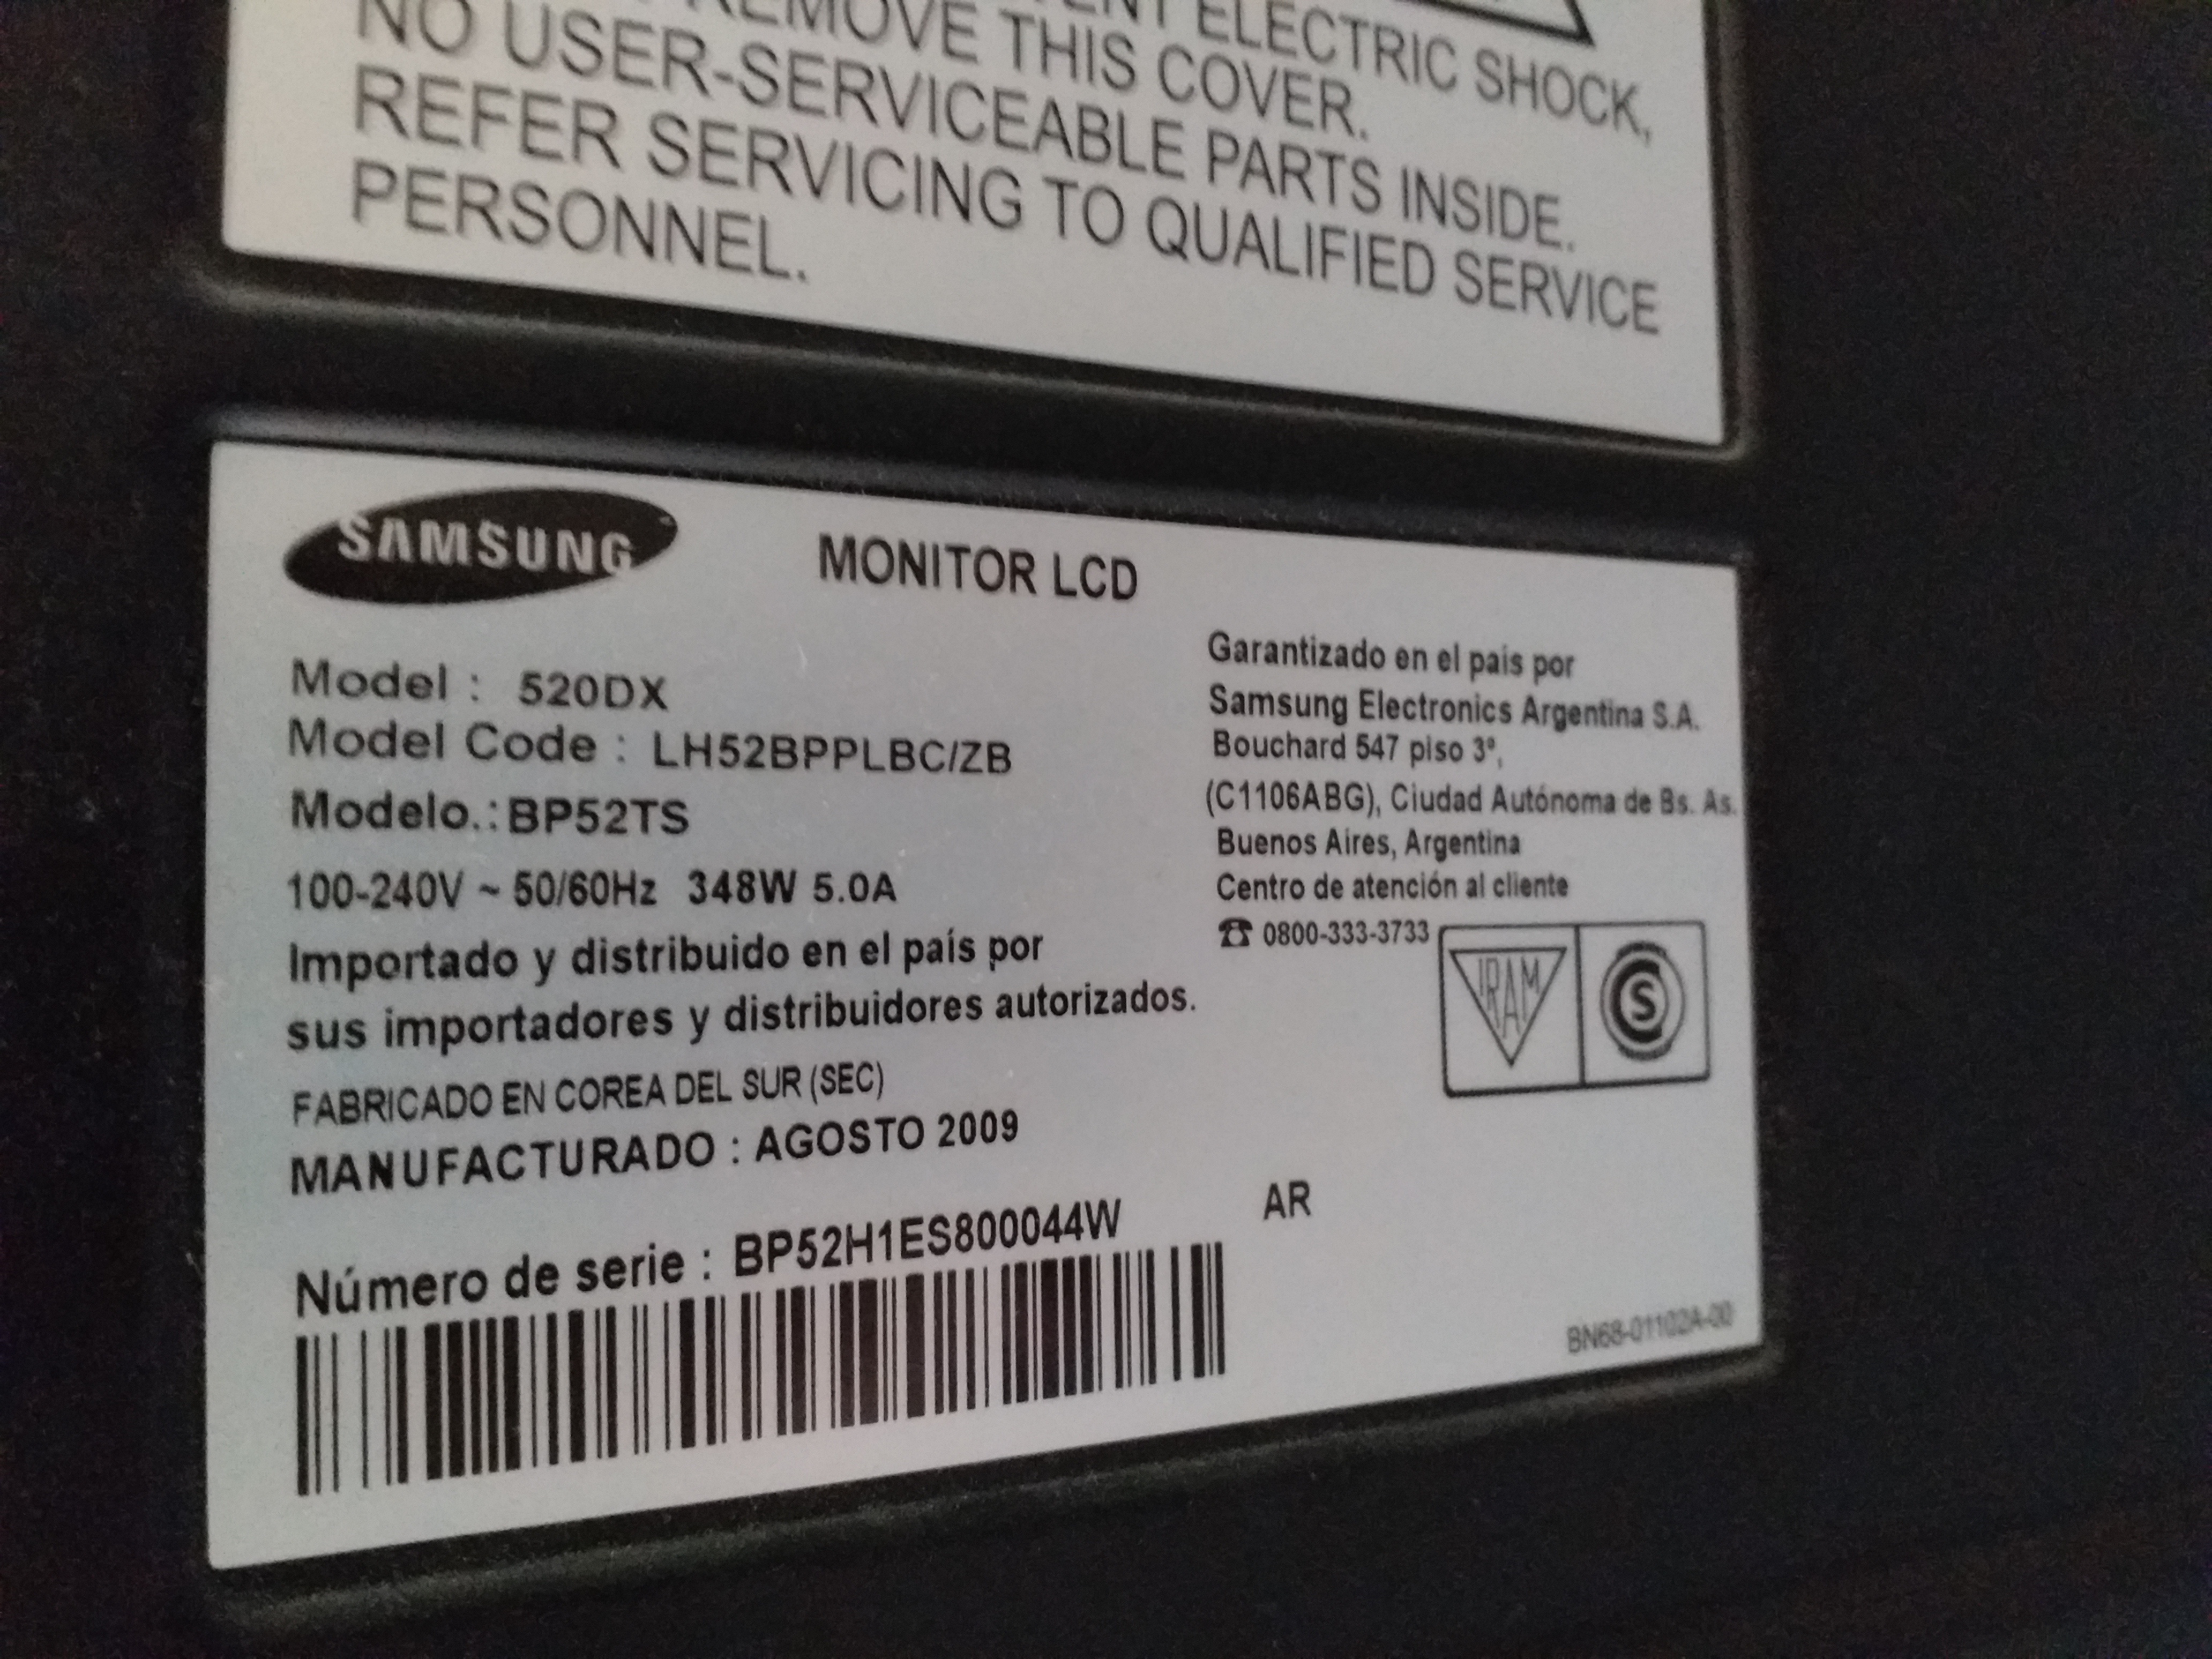 ELECTRIC SHOCK,
REMOVE THIS COVER.
NO USER-SERVICEABLE PARTS INSIDE.
REFER SERVICING TO QUALIFIED SERVICE
PERSONNEL.
SAMSUNG
MONITOR LCD
Model : 520DX
Model Code : LH52BPPLBC/ZB
Modelo.:BP52TS
100-240V ~ 50/60Hz 348W 5.0A
Importado y distribuido en el país por
sus importadores y distribuidores autorizados.
FABRICADO EN COREA DEL SUR (SEC)
MANUFACTURADO : AGOSTO 2009
Número de serie : BP52H1ES800044W
Garantizado en el pais por
Samsung Electronics Argentina S.A.
Bouchard 547 piso 3º,
(C1106ABG), Ciudad Autónoma de Bs. As.
Buenos Aires, Argentina
Centro de atención al cliente
☎ 0800-333-3733
IRAM
S
AR
BN68-01102A-00